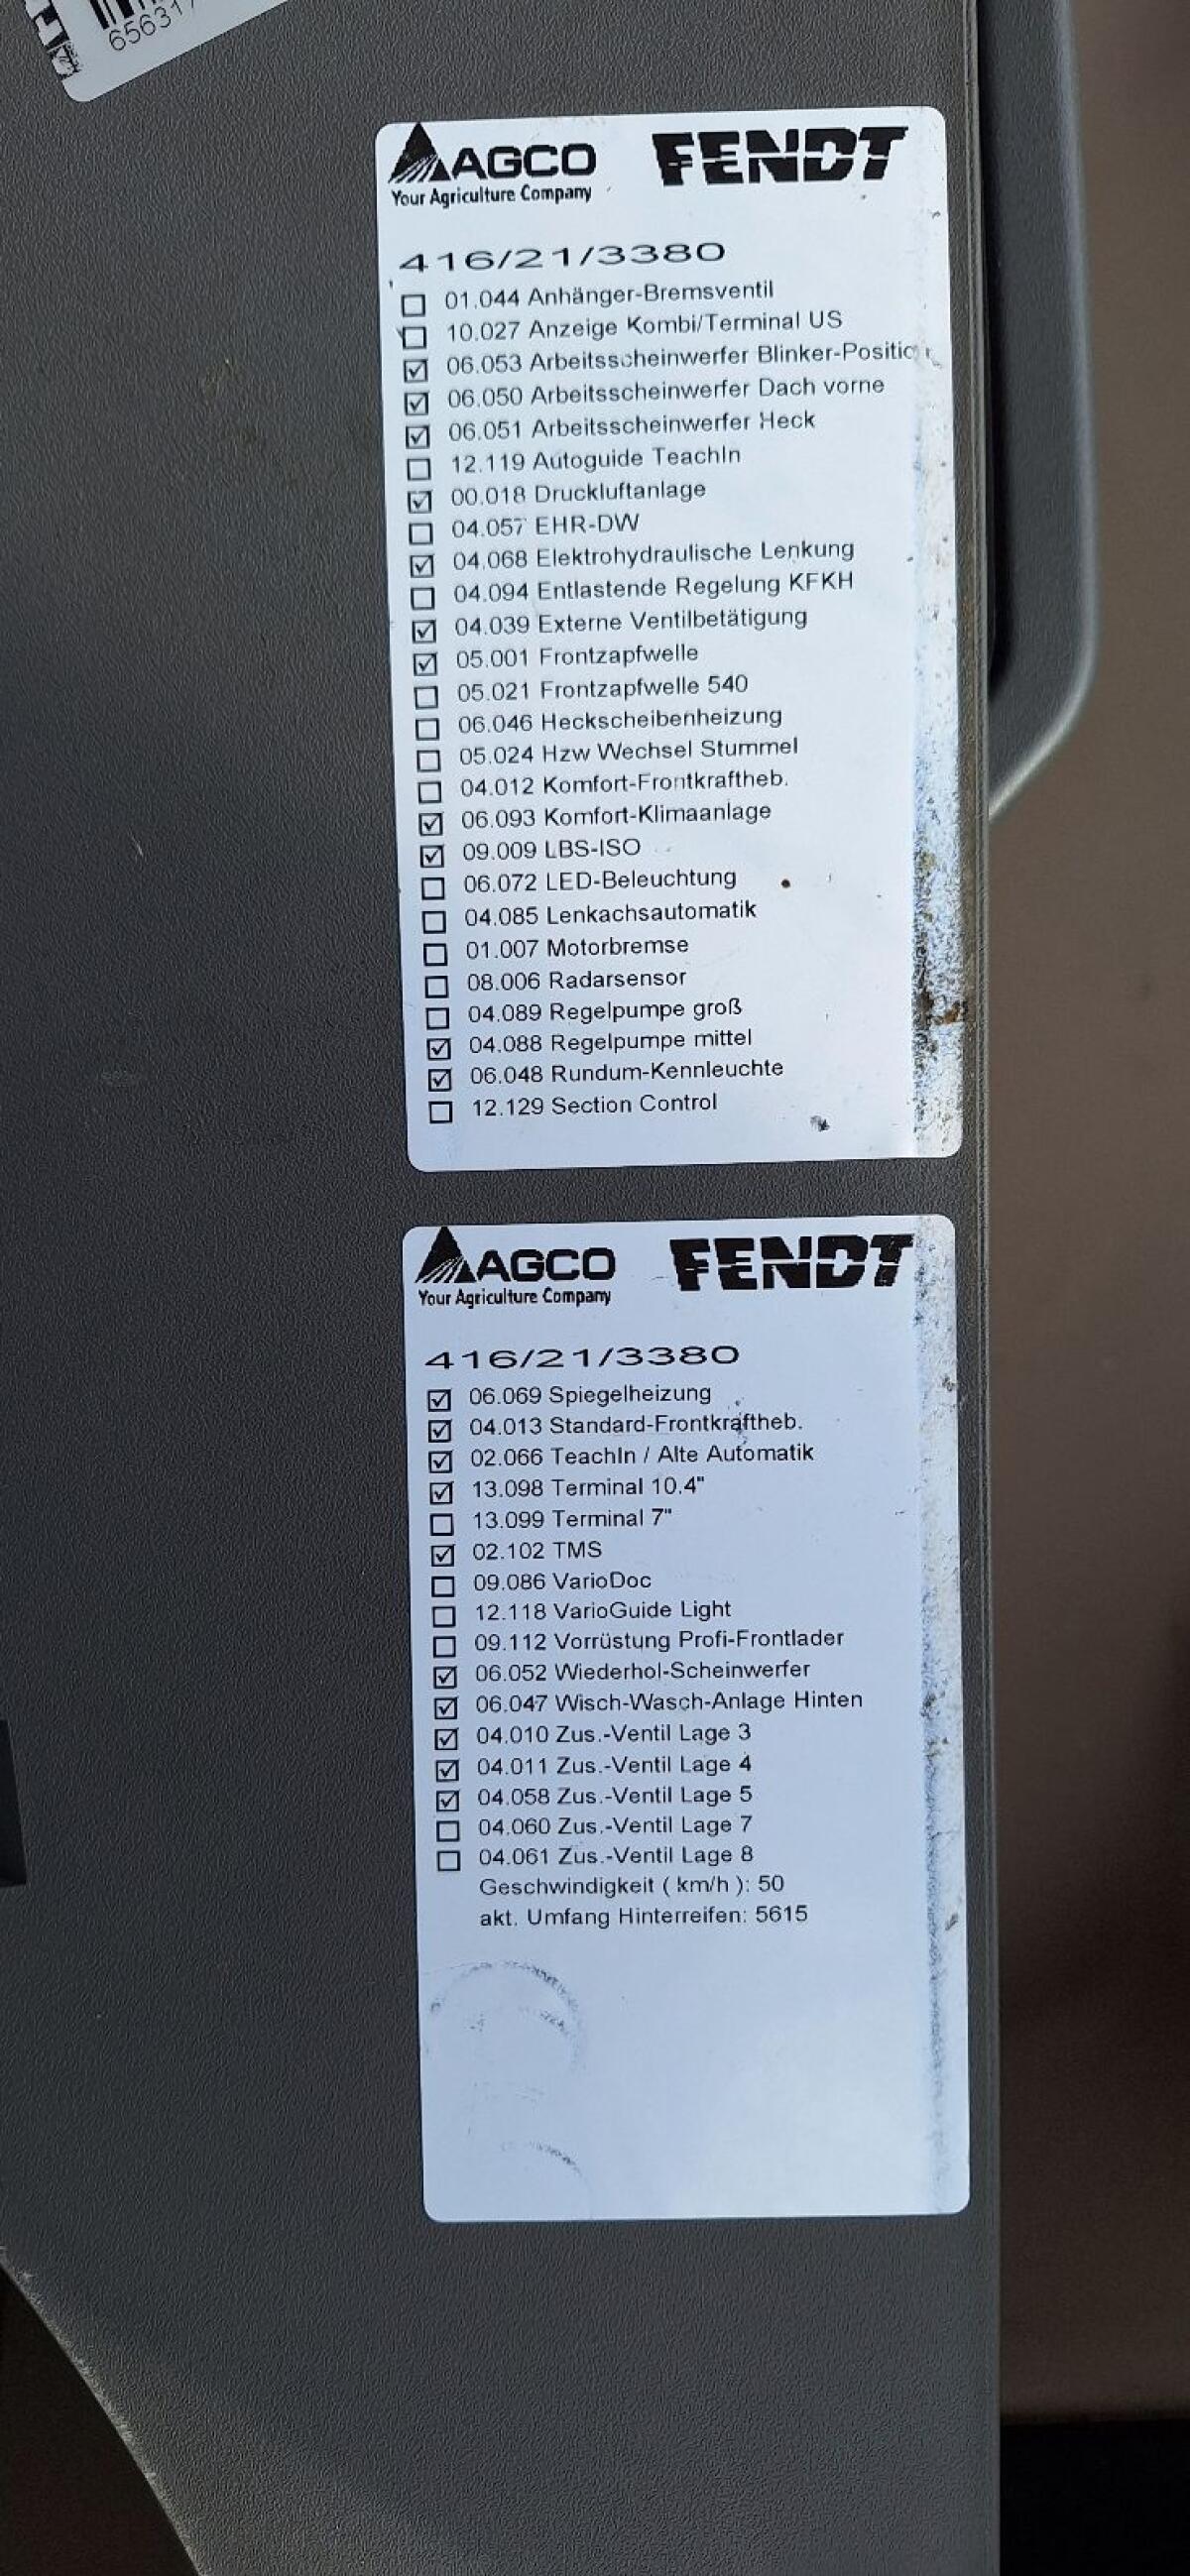 65631
AGCO FENDT
Your Agriculture Company
416/21/3380
☐ 01.044 Anhänger-Bremsventil
☐ 10.027 Anzeige Kombi/Terminal US
☑ 06.053 Arbeitsscheinwerfer Blinker-Position
☑ 06.050 Arbeitsscheinwerfer Dach vorne
☑ 06.051 Arbeitsscheinwerfer Heck
☐ 12.119 Autoguide TeachIn
☑ 00.018 Druckluftanlage
☐ 04.057 EHR-DW
☑ 04.068 Elektrohydraulische Lenkung
☐ 04.094 Entlastende Regelung KFKH
☑ 04.039 Externe Ventilbetätigung
☑ 05.001 Frontzapfwelle
☐ 05.021 Frontzapfwelle 540
☐ 06.046 Heckscheibenheizung
☐ 05.024 Hzw Wechsel Stummel
☐ 04.012 Komfort-Frontkraftheb.
☑ 06.093 Komfort-Klimaanlage
☑ 09.009 LBS-ISO
☐ 06.072 LED-Beleuchtung
☐ 04.085 Lenkachsautomatik
☐ 01.007 Motorbremse
☐ 08.006 Radarsensor
☐ 04.089 Regelpumpe groß
☑ 04.088 Regelpumpe mittel
☑ 06.048 Rundum-Kennleuchte
☐ 12.129 Section Control
AGCO FENDT
Your Agriculture Company
416/21/3380
☑ 06.069 Spiegelheizung
☑ 04.013 Standard-Frontkraftheb.
☑ 02.066 TeachIn / Alte Automatik
☑ 13.098 Terminal 10.4"
☐ 13.099 Terminal 7"
☑ 02.102 TMS
☐ 09.086 VarioDoc
☐ 12.118 VarioGuide Light
☐ 09.112 Vorrüstung Profi-Frontlader
☑ 06.052 Wiederhol-Scheinwerfer
☑ 06.047 Wisch-Wasch-Anlage Hinten
☑ 04.010 Zus.-Ventil Lage 3
☑ 04.011 Zus.-Ventil Lage 4
☑ 04.058 Zus.-Ventil Lage 5
☐ 04.060 Zus.-Ventil Lage 7
☐ 04.061 Zus.-Ventil Lage 8
Geschwindigkeit ( km/h ): 50
akt. Umfang Hinterreifen: 5615